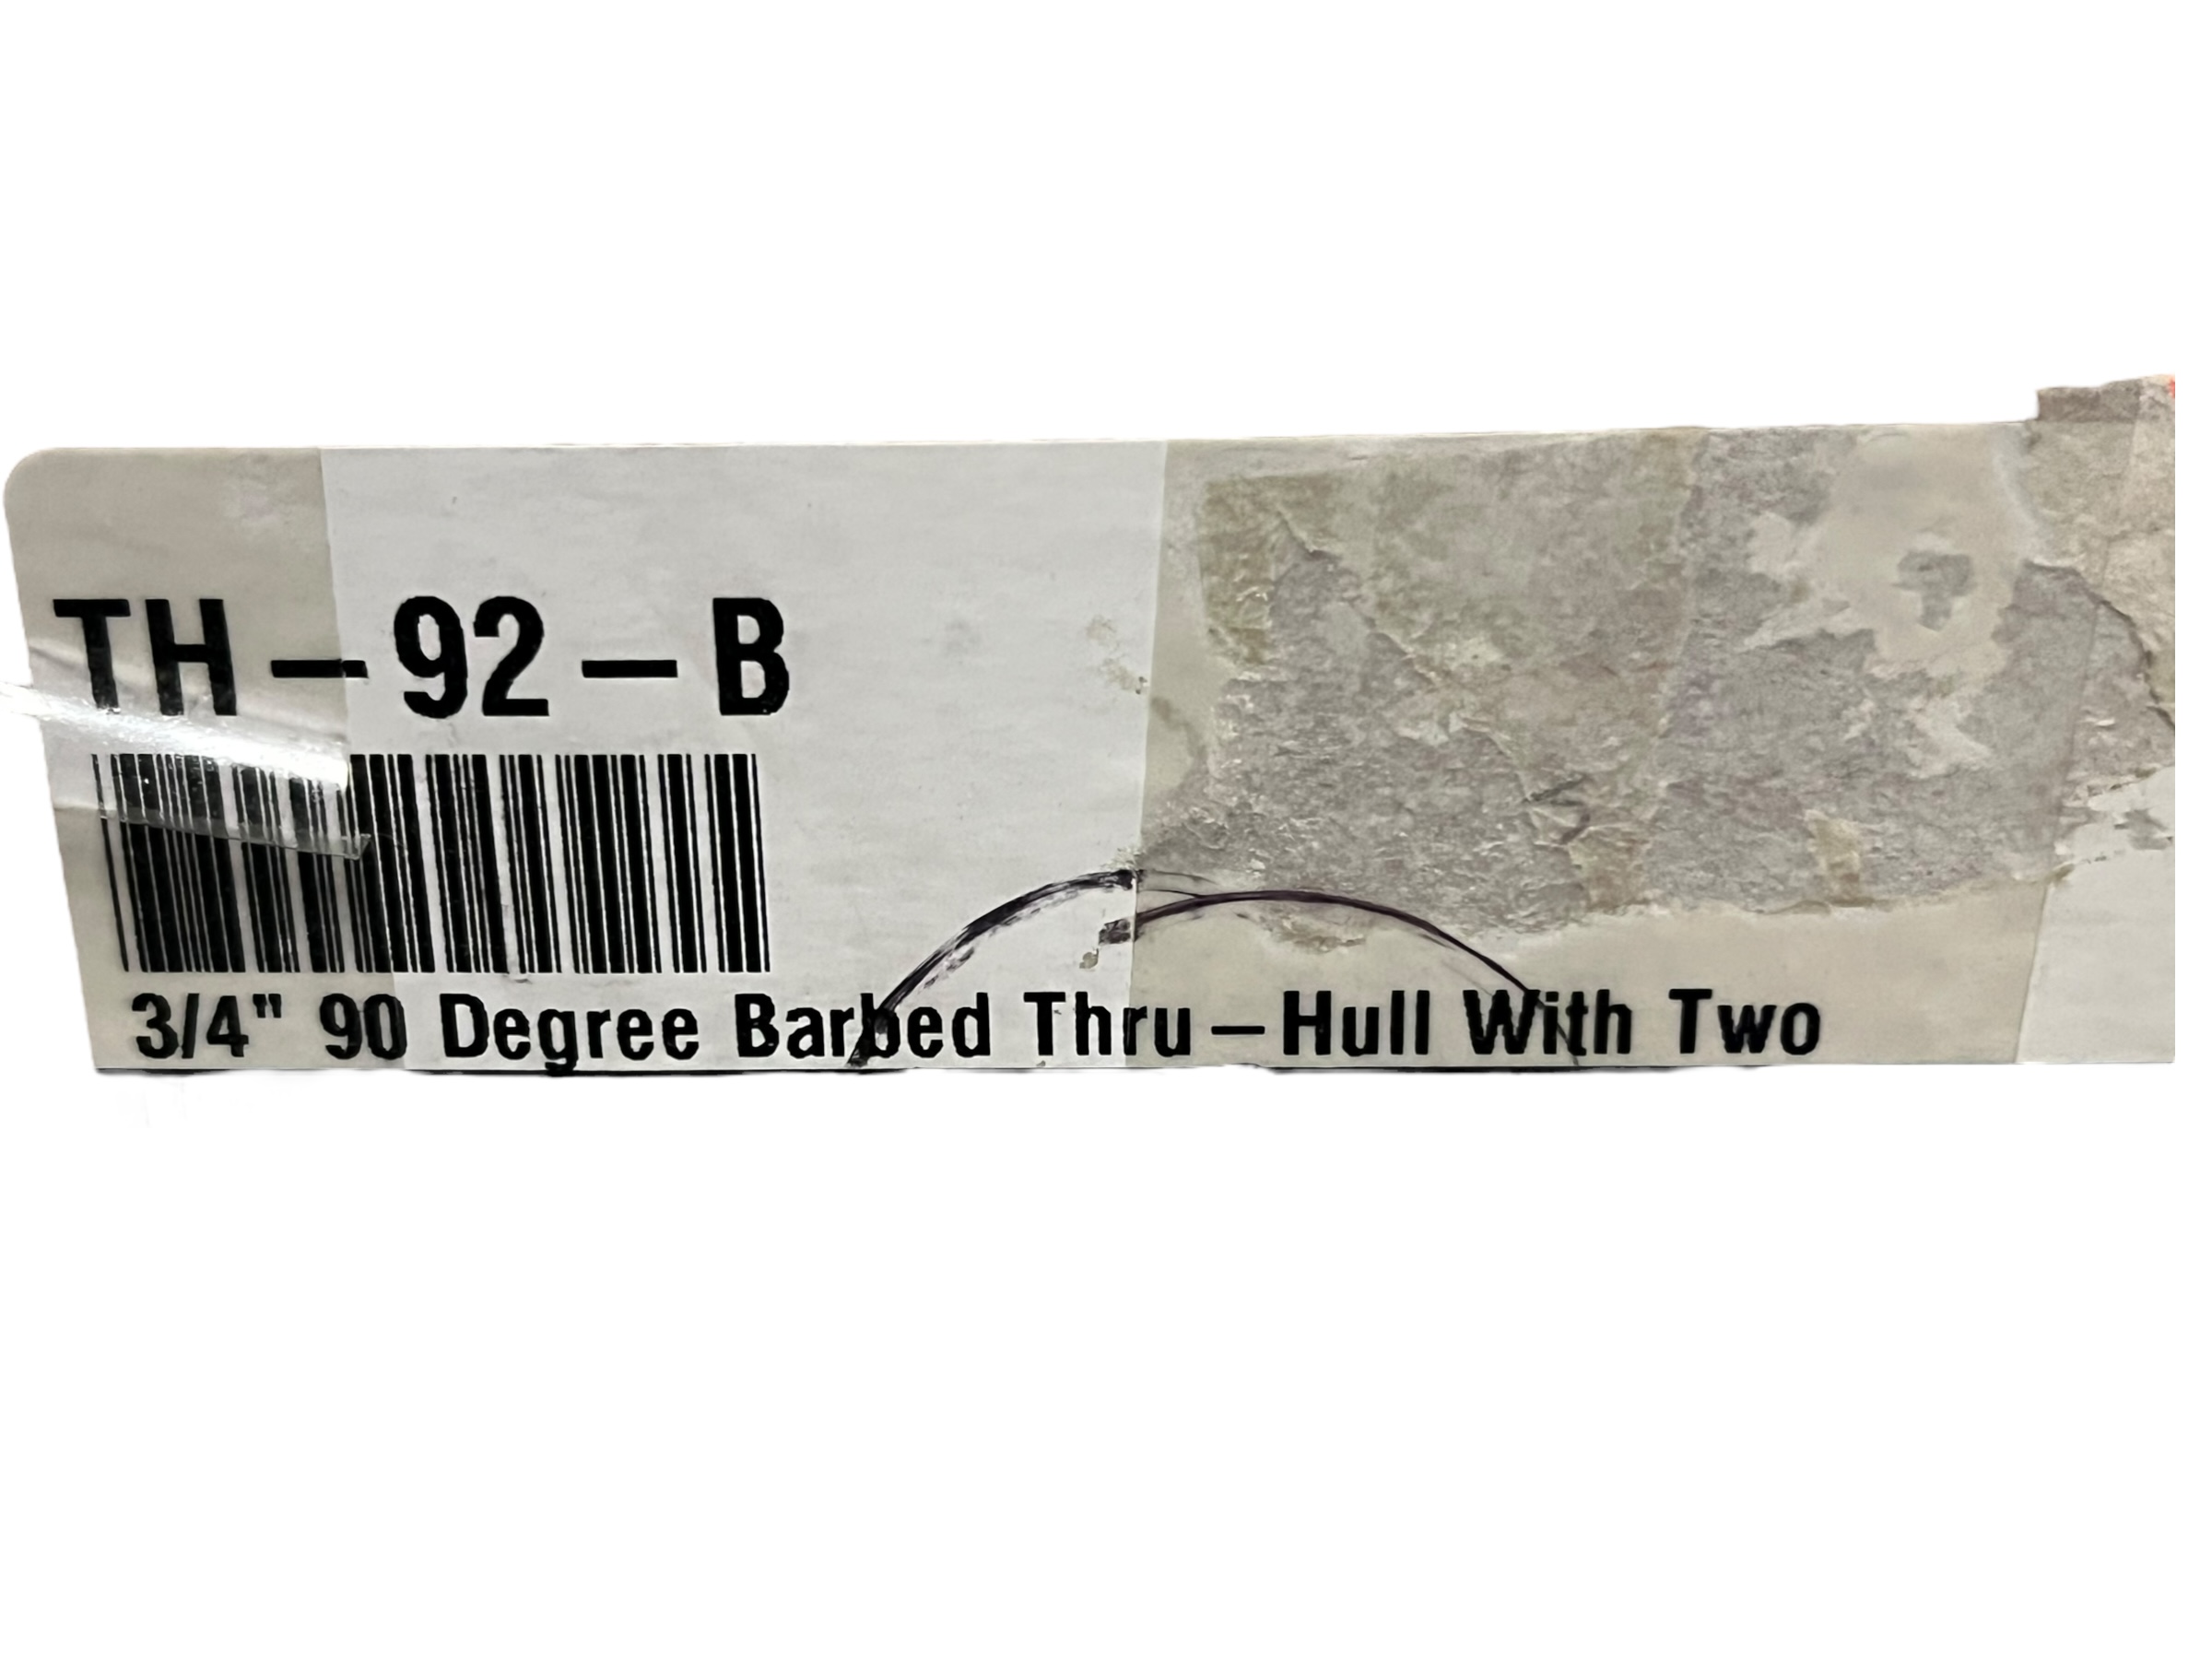 TH-92-B
3/4" 90 Degree Barbed Thru-Hull With Two